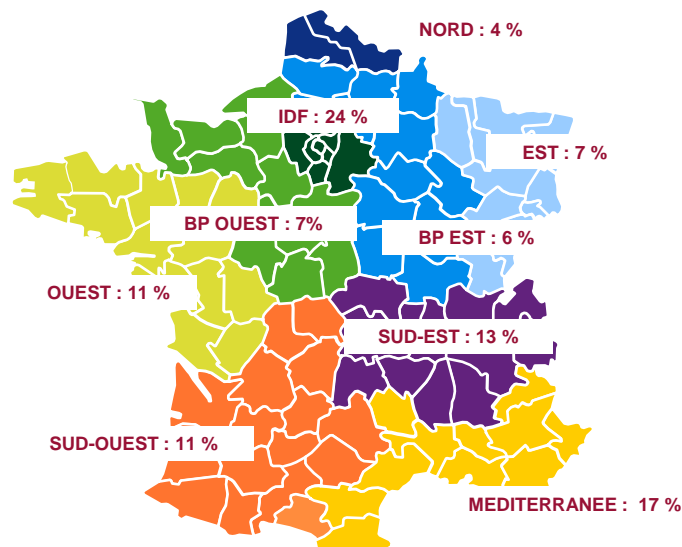 NORD : 4 %
IDF : 24 %
EST : 7 %
BP OUEST : 7%
BP EST : 6 %
OUEST : 11 %
SUD-EST : 13 %
SUD-OUEST : 11 %
MEDITERRANEE : 17 %